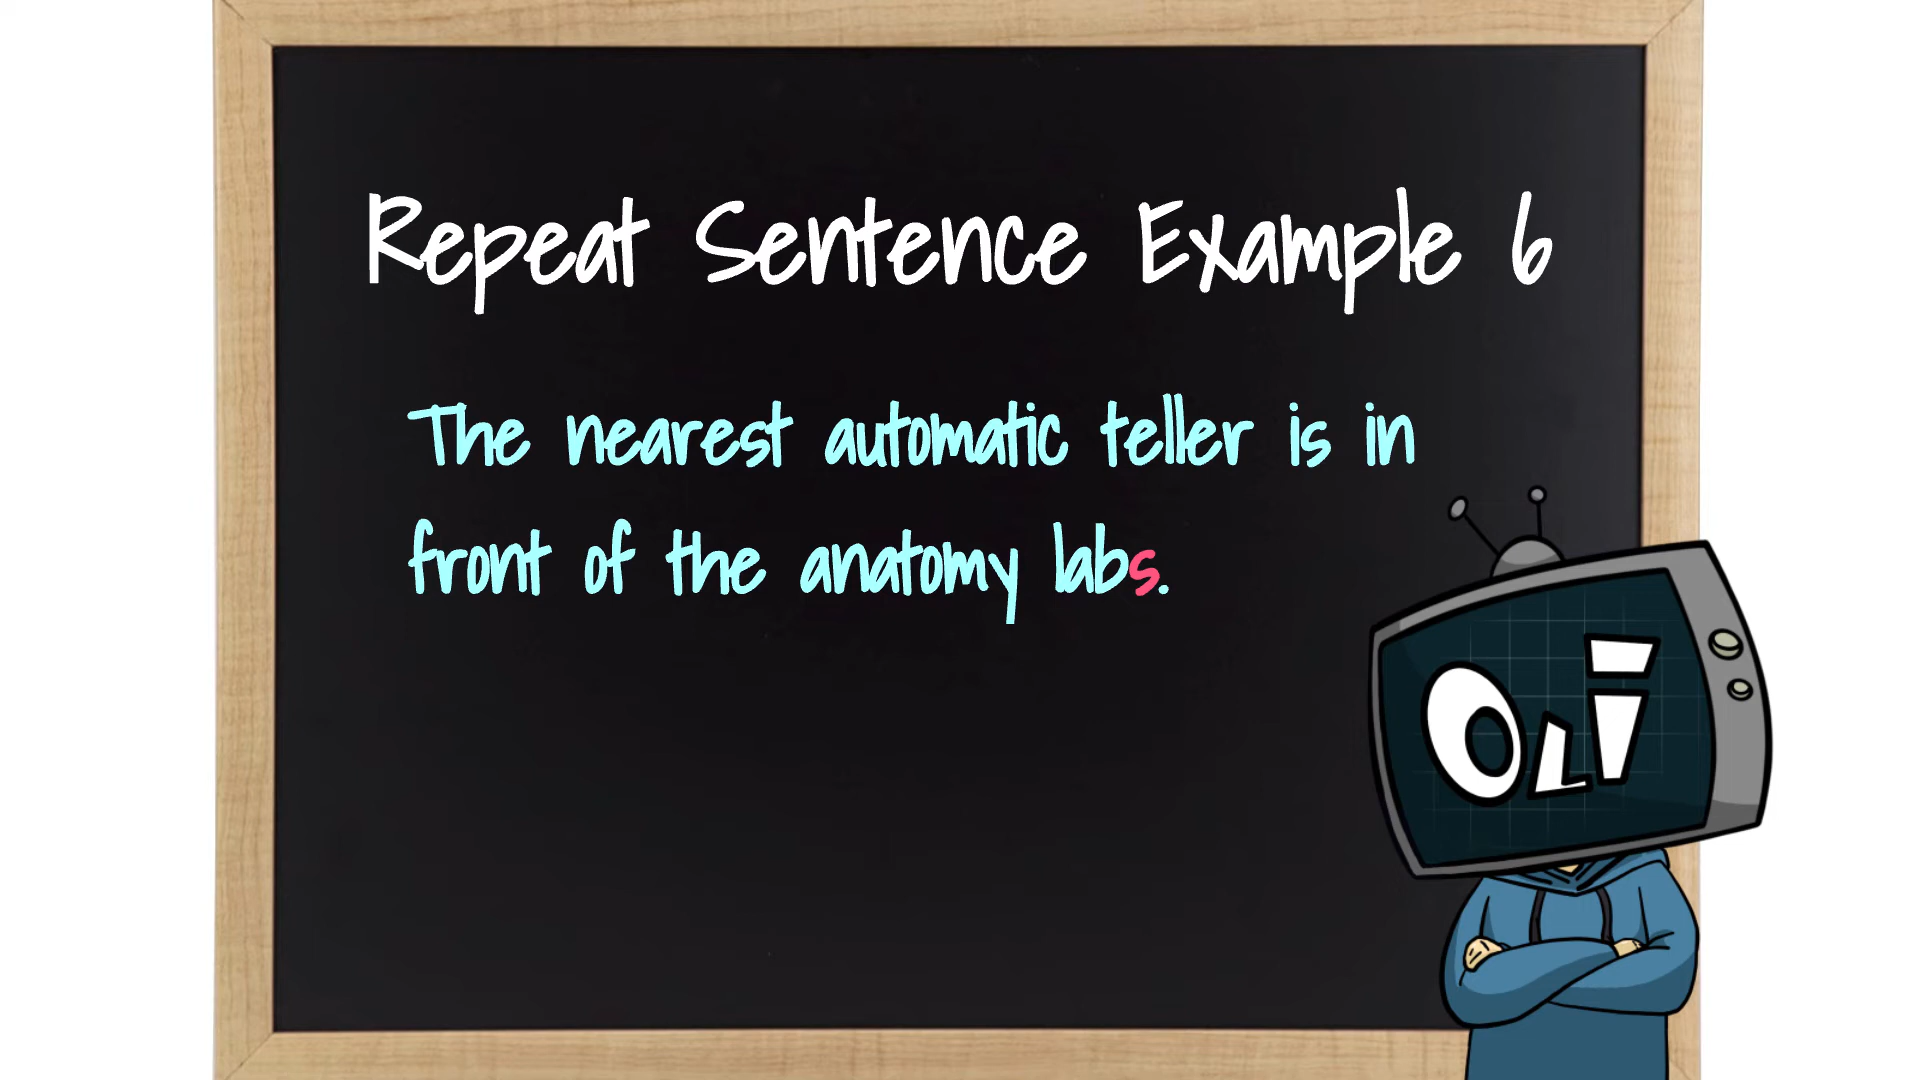 Repeat Sentence Example 6
The nearest automatic teller is in
front of the anatomy labs.
OLI